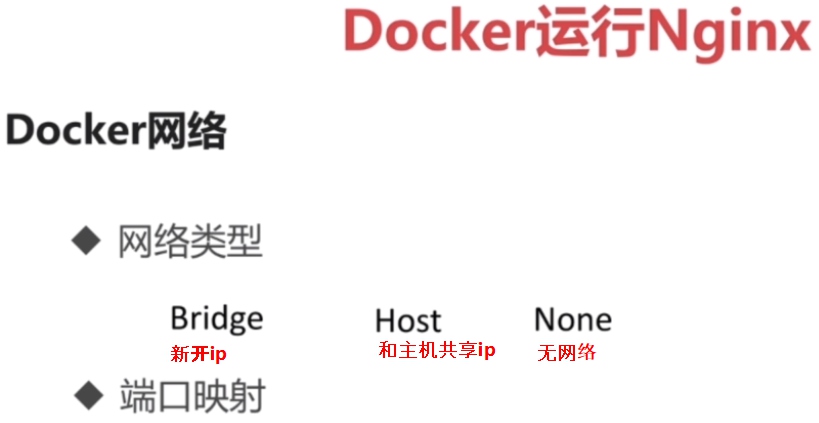 Docker运行Nginx
Docker网络
网络类型
Bridge Host None
新开ip 和主机共享ip 无网络
端口映射